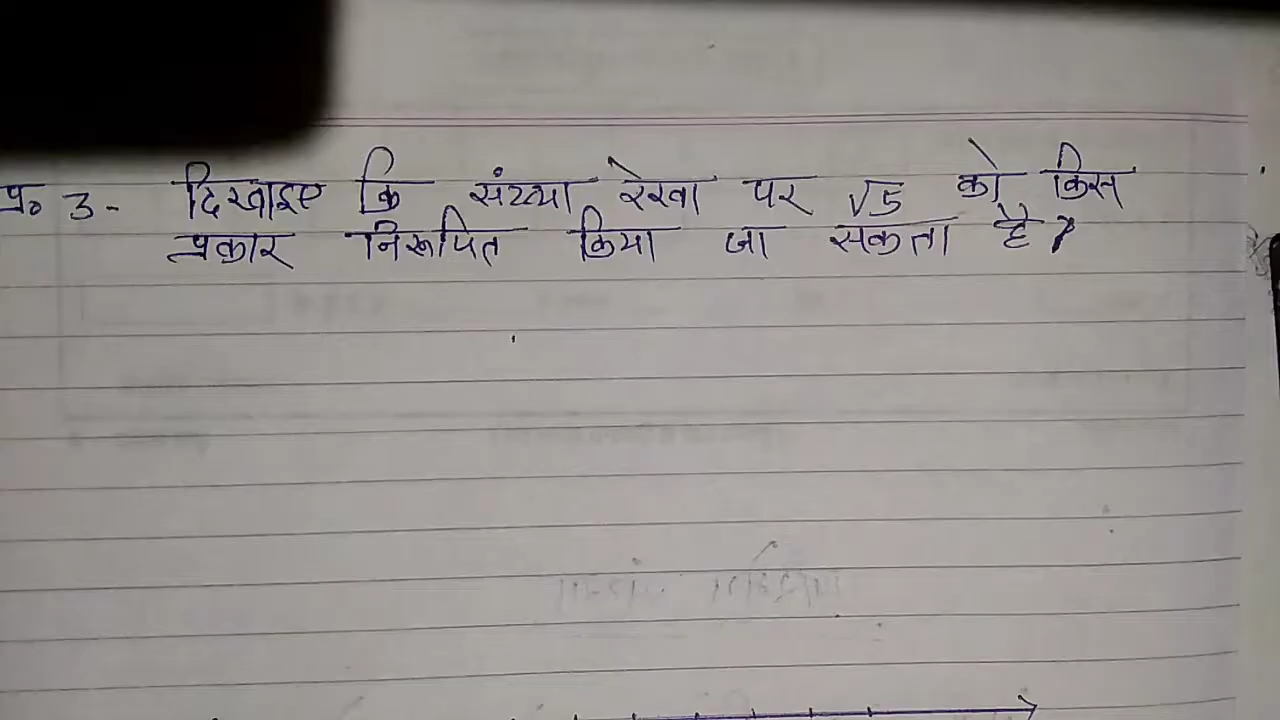 प्र० 3- दिखाइए कि संख्या रेखा पर √5 को किस
प्रकार निरूपित किया जा सकता है?